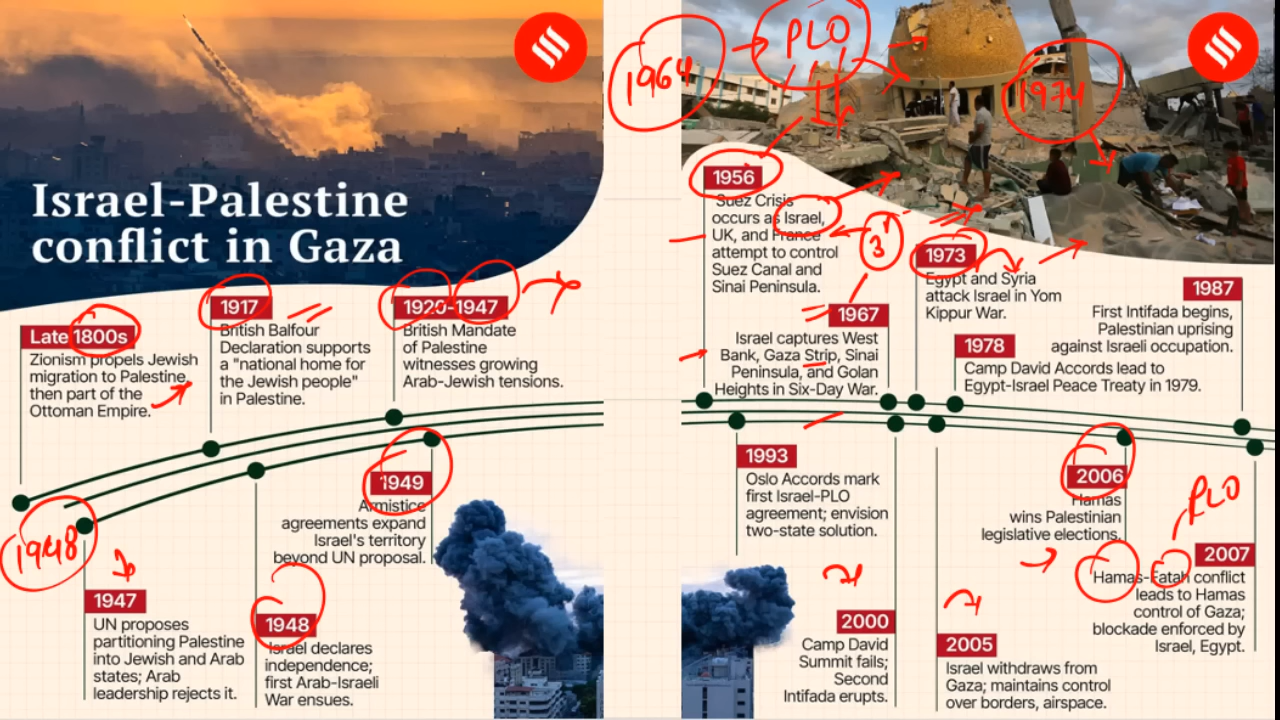 Israel-Palestine
conflict in Gaza
Late 1800s
Zionism propels Jewish
migration to Palestine,
then part of the
Ottoman Empire.
1917
British Balfour
Declaration supports
a "national home for
the Jewish people"
in Palestine.
1920-1947
British Mandate
of Palestine
witnesses growing
Arab-Jewish tensions.
1949
Armistice
agreements expand
Israel's territory
beyond UN proposal.
1948
1947
UN proposes
partitioning Palestine
into Jewish and Arab
states; Arab
leadership rejects it.
1948
Israel declares
independence;
first Arab-Israeli
War ensues.
1964
PLO
1974
1956
Suez Crisis
occurs as Israel,
UK, and France
attempt to control
Suez Canal and
Sinai Peninsula.
3
1967
Israel captures West
Bank, Gaza Strip, Sinai
Peninsula, and Golan
Heights in Six-Day War.
1973
Egypt and Syria
attack Israel in Yom
Kippur War.
1978
Camp David Accords lead to
Egypt-Israel Peace Treaty in 1979.
1987
First Intifada begins,
Palestinian uprising
against Israeli occupation.
1993
Oslo Accords mark
first Israel-PLO
agreement; envision
two-state solution.
2000
Camp David
Summit fails;
Second
Intifada erupts.
2005
Israel withdraws from
Gaza; maintains control
over borders, airspace.
2006
Hamas
wins Palestinian
legislative elections.
PLO
2007
Hamas-Fatah conflict
leads to Hamas
control of Gaza;
blockade enforced by
Israel, Egypt.